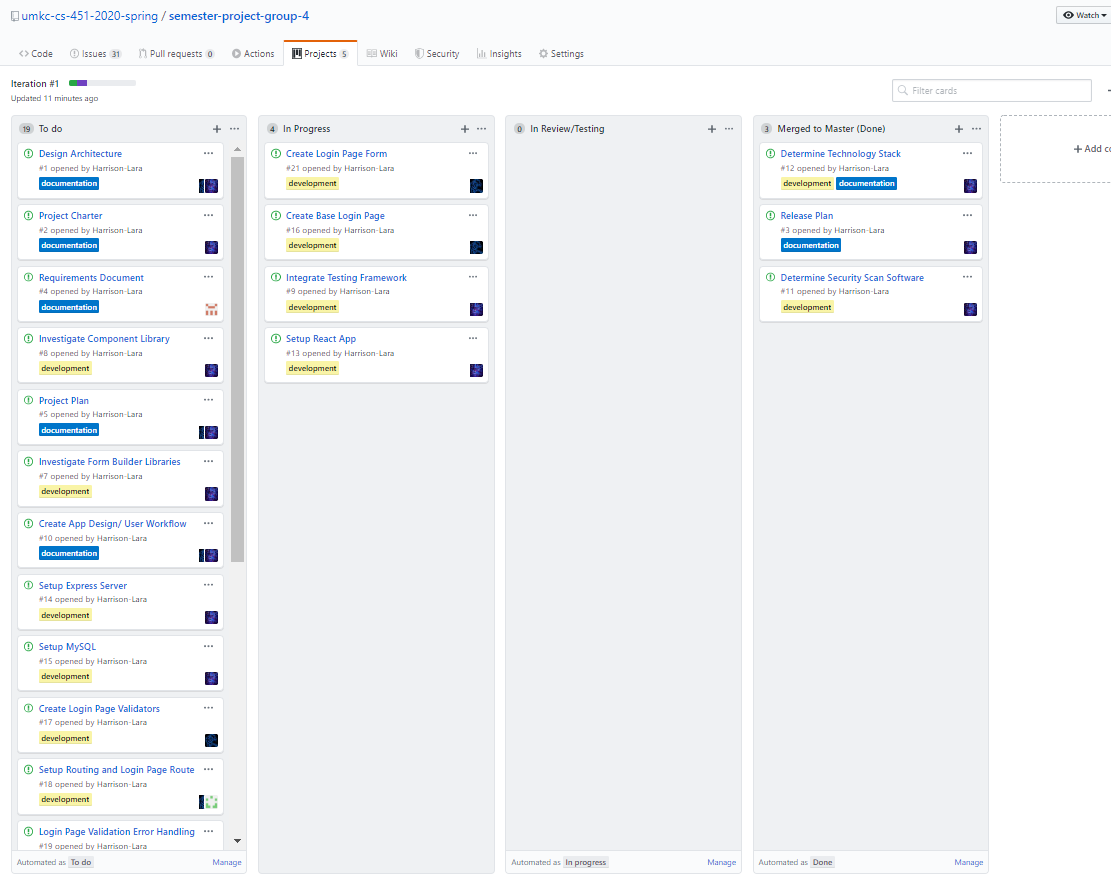 umkc-cs-451-2020-spring / semester-project-group-4
Watch
Code
Issues 31
Pull requests 0
Actions
Projects 5
Wiki
Security
Insights
Settings
Iteration #1
Updated 11 minutes ago
Filter cards
19 To do
Design Architecture
#1 opened by Harrison-Lara
documentation
Project Charter
#2 opened by Harrison-Lara
documentation
Requirements Document
#4 opened by Harrison-Lara
documentation
Investigate Component Library
#8 opened by Harrison-Lara
development
Project Plan
#5 opened by Harrison-Lara
documentation
Investigate Form Builder Libraries
#7 opened by Harrison-Lara
development
Create App Design/ User Workflow
#10 opened by Harrison-Lara
documentation
Setup Express Server
#14 opened by Harrison-Lara
development
Setup MySQL
#15 opened by Harrison-Lara
development
Create Login Page Validators
#17 opened by Harrison-Lara
development
Setup Routing and Login Page Route
#18 opened by Harrison-Lara
development
Login Page Validation Error Handling
#19 opened by Harrison-Lara
Automated as To do
Manage
4 In Progress
Create Login Page Form
#21 opened by Harrison-Lara
development
Create Base Login Page
#16 opened by Harrison-Lara
development
Integrate Testing Framework
#9 opened by Harrison-Lara
development
Setup React App
#13 opened by Harrison-Lara
development
0 In Review/Testing
Automated as In progress
Manage
3 Merged to Master (Done)
Determine Technology Stack
#12 opened by Harrison-Lara
development documentation
Release Plan
#3 opened by Harrison-Lara
documentation
Determine Security Scan Software
#11 opened by Harrison-Lara
development
Automated as Done
Manage
+ Add co